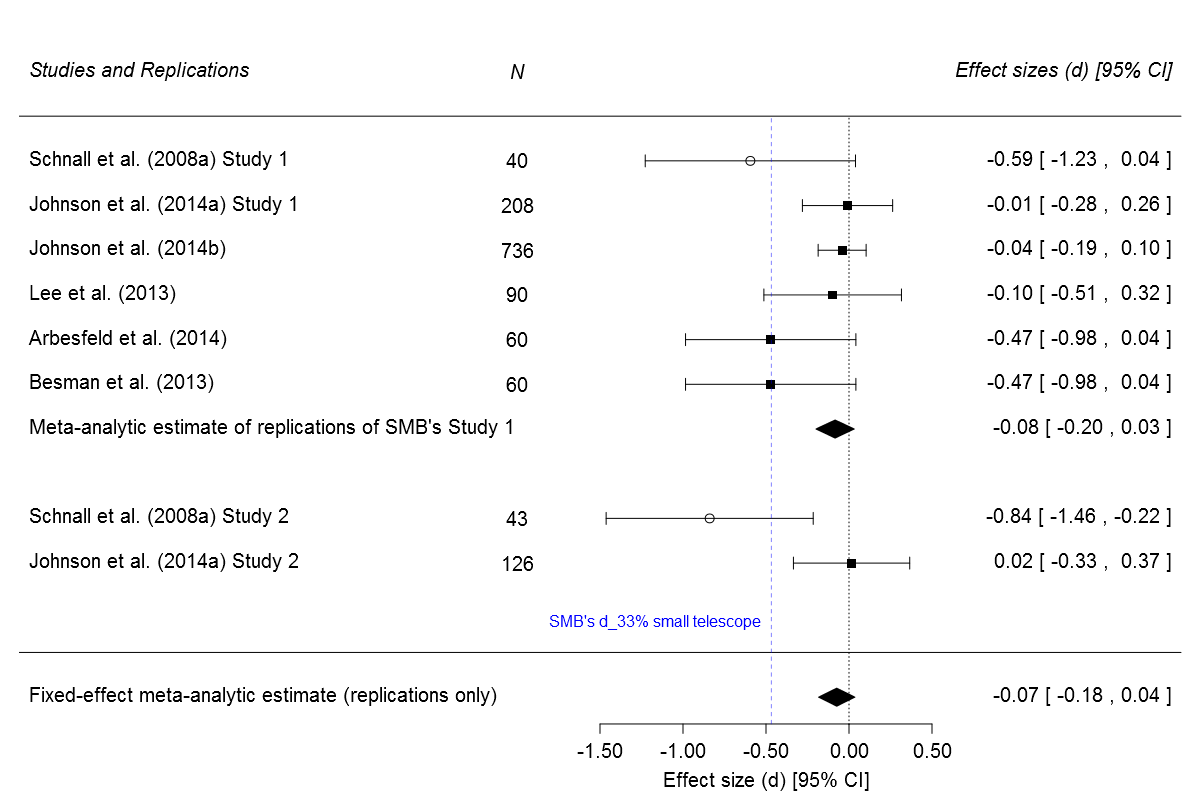 Studies and Replications N Effect sizes (d) [95% CI]
Schnall et al. (2008a) Study 1 40 -0.59 [ -1.23 , 0.04 ]
Johnson et al. (2014a) Study 1 208 -0.01 [ -0.28 , 0.26 ]
Johnson et al. (2014b) 736 -0.04 [ -0.19 , 0.10 ]
Lee et al. (2013) 90 -0.10 [ -0.51 , 0.32 ]
Arbesfeld et al. (2014) 60 -0.47 [ -0.98 , 0.04 ]
Besman et al. (2013) 60 -0.47 [ -0.98 , 0.04 ]
Meta-analytic estimate of replications of SMB's Study 1 -0.08 [ -0.20 , 0.03 ]
Schnall et al. (2008a) Study 2 43 -0.84 [ -1.46 , -0.22 ]
Johnson et al. (2014a) Study 2 126 0.02 [ -0.33 , 0.37 ]
SMB's d_33% small telescope
Fixed-effect meta-analytic estimate (replications only) -0.07 [ -0.18 , 0.04 ]
-1.50 -1.00 -0.50 0.00 0.50
Effect size (d) [95% CI]